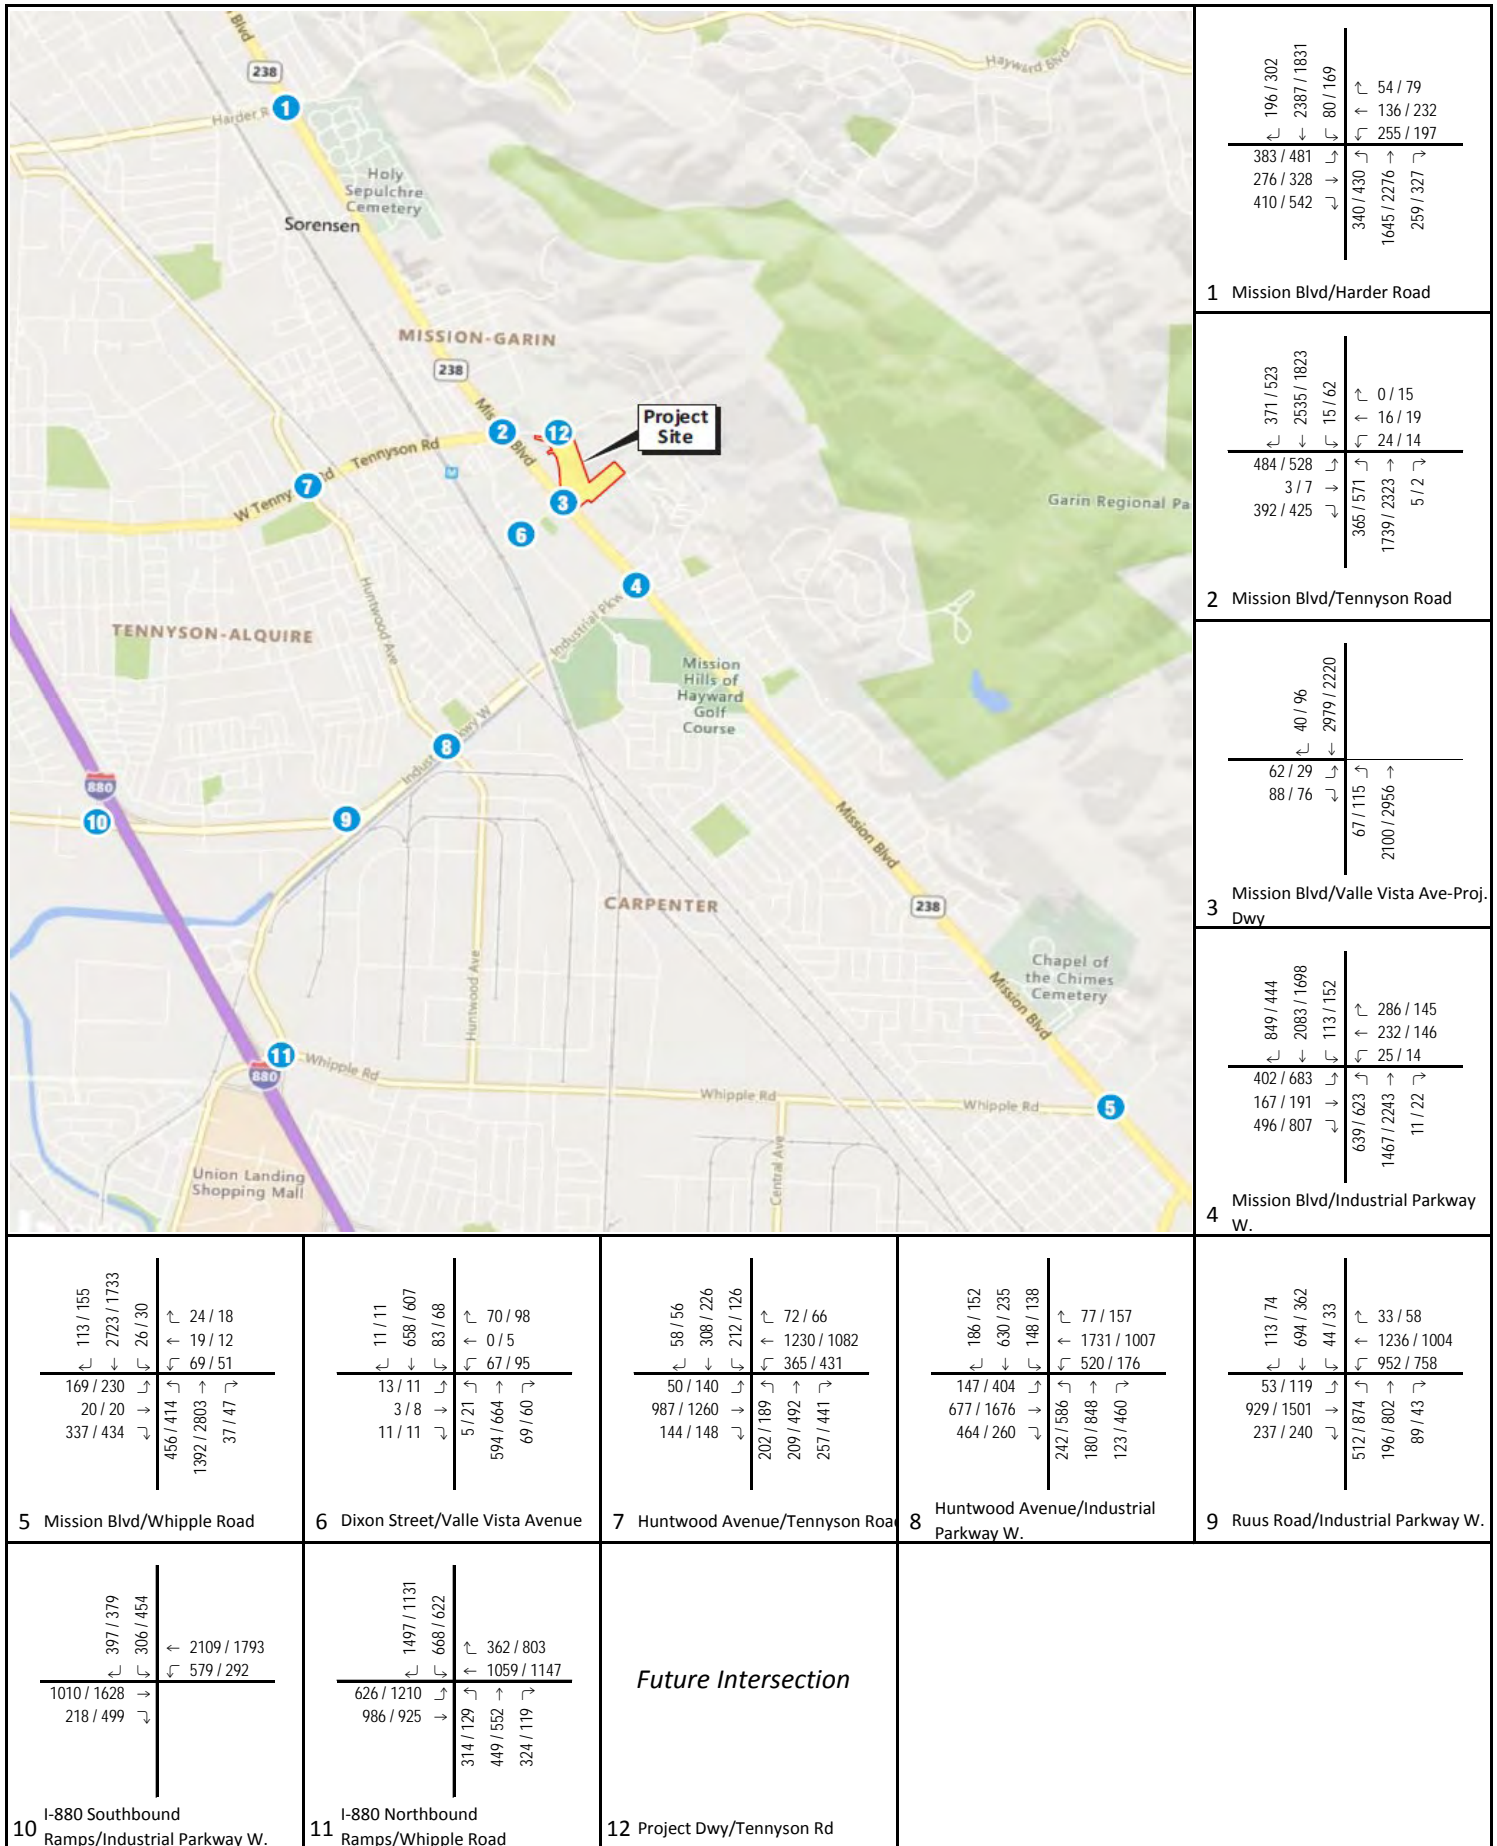 Blvd
238
1
Harder R
Hayward Blvd
Holy
Sepulchre
Cemetery
Sorensen
MISSION-GARIN
238
Mis
Blvd
2
12
Project
Site
Tennyson Rd
7
W Tenny
Rd
3
6
Garin Regional Pa
4
Industrial Pkw
Huntwood Ave
TENNYSON-ALQUIRE
Mission
Hills of
Hayward
Golf
Course
8
Indust
kwy W
880
10
9
Mission Blvd
CARPENTER
238
Huntwood Ave
Chapel of
the Chimes
Cemetery
Mission Blvd
11
880
Whipple Rd
Whipple Rd
Whipple Rd
5
Central Ave
Union Landing
Shopping Mall
196 / 302
2387 / 1831
80 / 169
↑ 54 / 79
← 136 / 232
255 / 197
383 / 481
276 / 328 →
410 / 542
340 / 430
1645 / 2276
259 / 327
1 Mission Blvd/Harder Road
371 / 523
2535 / 1823
15 / 62
0 / 15
← 16 / 19
24 / 14
484 / 528
3 / 7 →
392 / 425
365 / 571
1739 / 2323
5 / 2
2 Mission Blvd/Tennyson Road
40 / 96
2979 / 2220
62 / 29
88 / 76
67 / 115
2100 / 2956
3 Mission Blvd/Valle Vista Ave-Proj.
Dwy
849 / 444
2083 / 1698
113 / 152
286 / 145
← 232 / 146
25 / 14
402 / 683
167 / 191 →
496 / 807
639 / 623
1467 / 2243
11 / 22
4 Mission Blvd/Industrial Parkway
W.
113 / 155
2723 / 1733
26 / 30
24 / 18
← 19 / 12
69 / 51
169 / 230
20 / 20 →
337 / 434
456 / 414
1392 / 2803
37 / 47
5 Mission Blvd/Whipple Road
11 / 11
658 / 607
83 / 68
70 / 98
← 0 / 5
67 / 95
13 / 11
3 / 8 →
11 / 11
5 / 21
594 / 664
69 / 60
6 Dixon Street/Valle Vista Avenue
58 / 56
308 / 226
212 / 126
72 / 66
← 1230 / 1082
365 / 431
50 / 140
987 / 1260 →
144 / 148
202 / 189
209 / 492
257 / 441
7 Huntwood Avenue/Tennyson Road
186 / 152
630 / 235
148 / 138
77 / 157
← 1731 / 1007
520 / 176
147 / 404
677 / 1676 →
464 / 260
242 / 586
180 / 848
123 / 460
8 Huntwood Avenue/Industrial
Parkway W.
113 / 74
694 / 362
44 / 33
33 / 58
← 1236 / 1004
952 / 758
53 / 119
929 / 1501 →
237 / 240
512 / 874
196 / 802
89 / 43
9 Ruus Road/Industrial Parkway W.
397 / 379
306 / 454
← 2109 / 1793
579 / 292
1010 / 1628 →
218 / 499
10 I-880 Southbound
Ramps/Industrial Parkway W.
1497 / 1131
668 / 622
362 / 803
← 1059 / 1147
626 / 1210
986 / 925 →
314 / 129
449 / 552
324 / 119
11 I-880 Northbound
Ramps/Whipple Road
Future Intersection
12 Project Dwy/Tennyson Rd